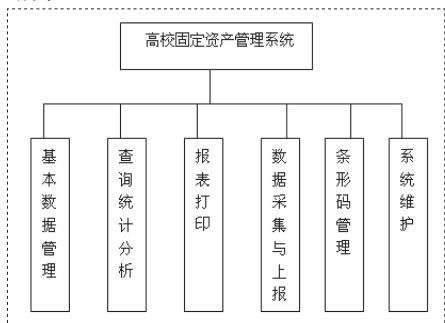 高校固定资产管理系统
基本数据管理
查询统计分析
报表打印
数据采集与上报
条形码管理
系统维护